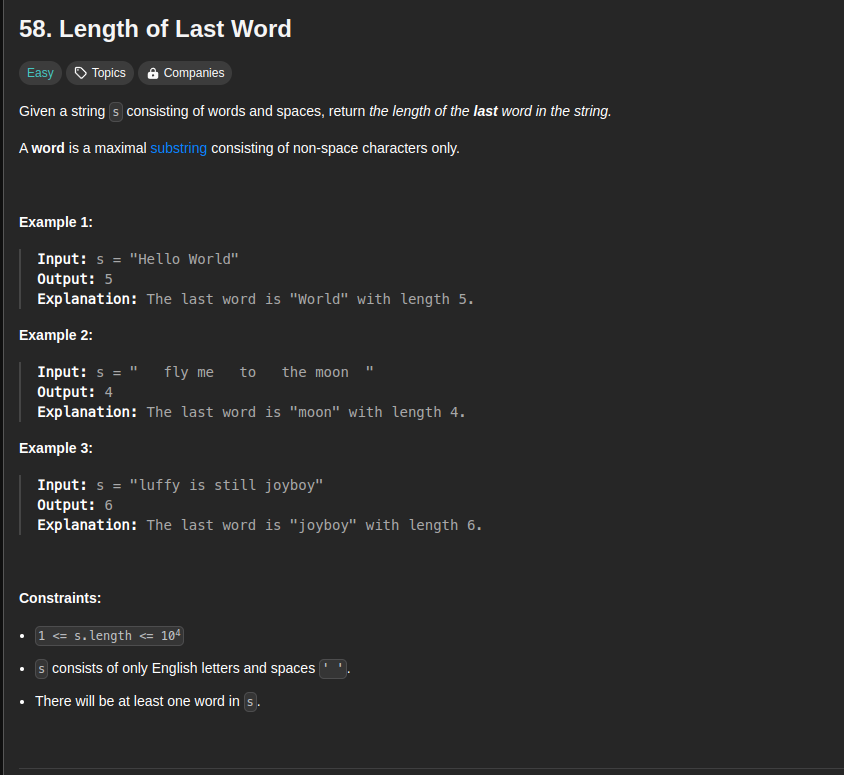 58. Length of Last Word
Easy Topics Companies
Given a string s consisting of words and spaces, return the length of the last word in the string.
A word is a maximal substring consisting of non-space characters only.
Example 1:
Input: s = "Hello World"
Output: 5
Explanation: The last word is "World" with length 5.
Example 2:
Input: s = "   fly me   to   the moon  "
Output: 4
Explanation: The last word is "moon" with length 4.
Example 3:
Input: s = "luffy is still joyboy"
Output: 6
Explanation: The last word is "joyboy" with length 6.
Constraints:
• 1 <= s.length <= 10⁴
• s consists of only English letters and spaces ' '.
• There will be at least one word in s.